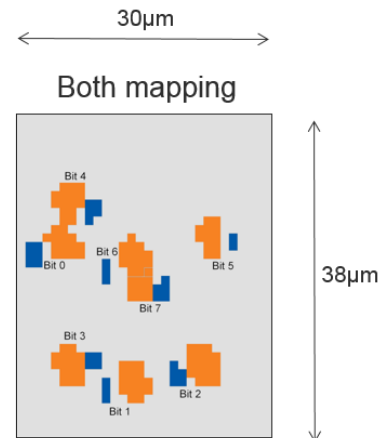 30μm
Both mapping
Bit 4
Bit 6
Bit 0
Bit 5
38μm
Bit 7
Bit 3
Bit 2
Bit 1